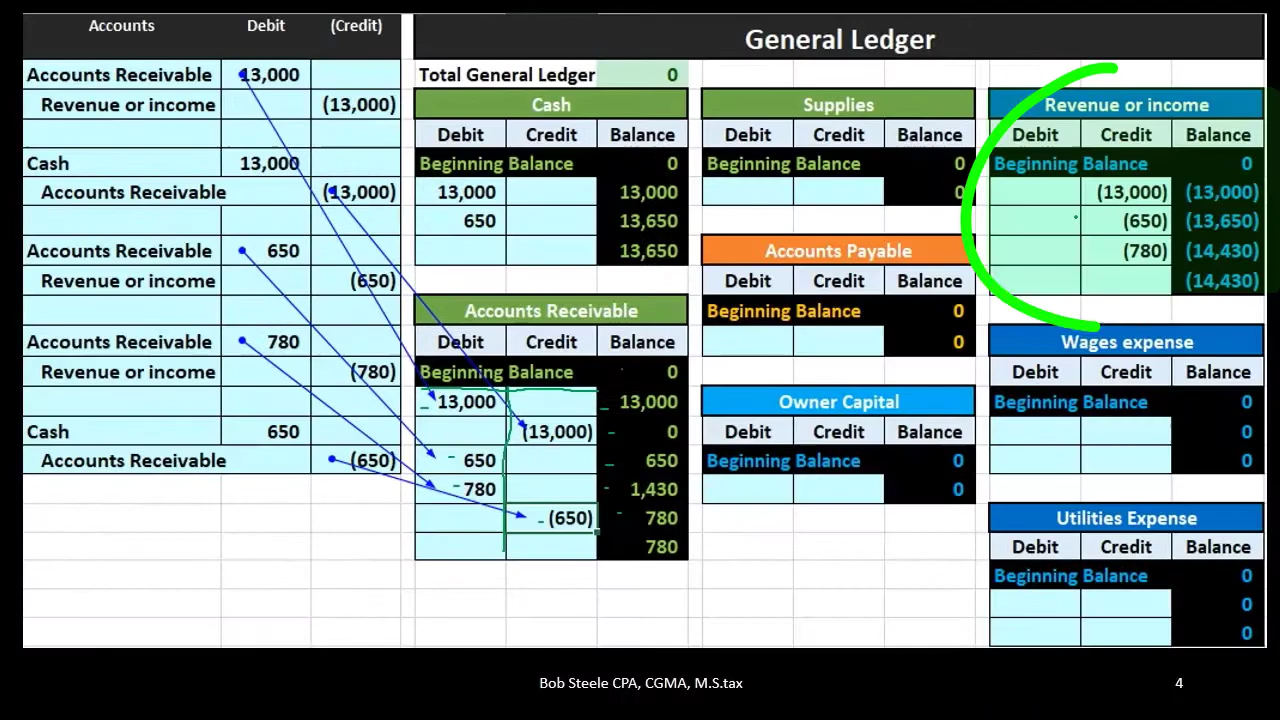 Accounts Debit (Credit)
Accounts Receivable 13,000
Revenue or income (13,000)
Cash 13,000
Accounts Receivable (13,000)
Accounts Receivable 650
Revenue or income (650)
Accounts Receivable 780
Revenue or income (780)
Cash 650
Accounts Receivable (650)
General Ledger
Total General Ledger 0
Cash
Debit Credit Balance
Beginning Balance 0
13,000 13,000
650 13,650
13,650
Accounts Receivable
Debit Credit Balance
Beginning Balance 0
13,000 13,000
(13,000) 0
650 650
780 1,430
(650) 780
780
Supplies
Debit Credit Balance
Beginning Balance 0
0
Accounts Payable
Debit Credit Balance
Beginning Balance 0
0
Owner Capital
Debit Credit Balance
Beginning Balance 0
0
Revenue or income
Debit Credit Balance
Beginning Balance 0
(13,000) (13,000)
(650) (13,650)
(780) (14,430)
(14,430)
Wages expense
Debit Credit Balance
Beginning Balance 0
0
0
Utilities Expense
Debit Credit Balance
Beginning Balance 0
0
0
Bob Steele CPA, CGMA, M.S.tax 4